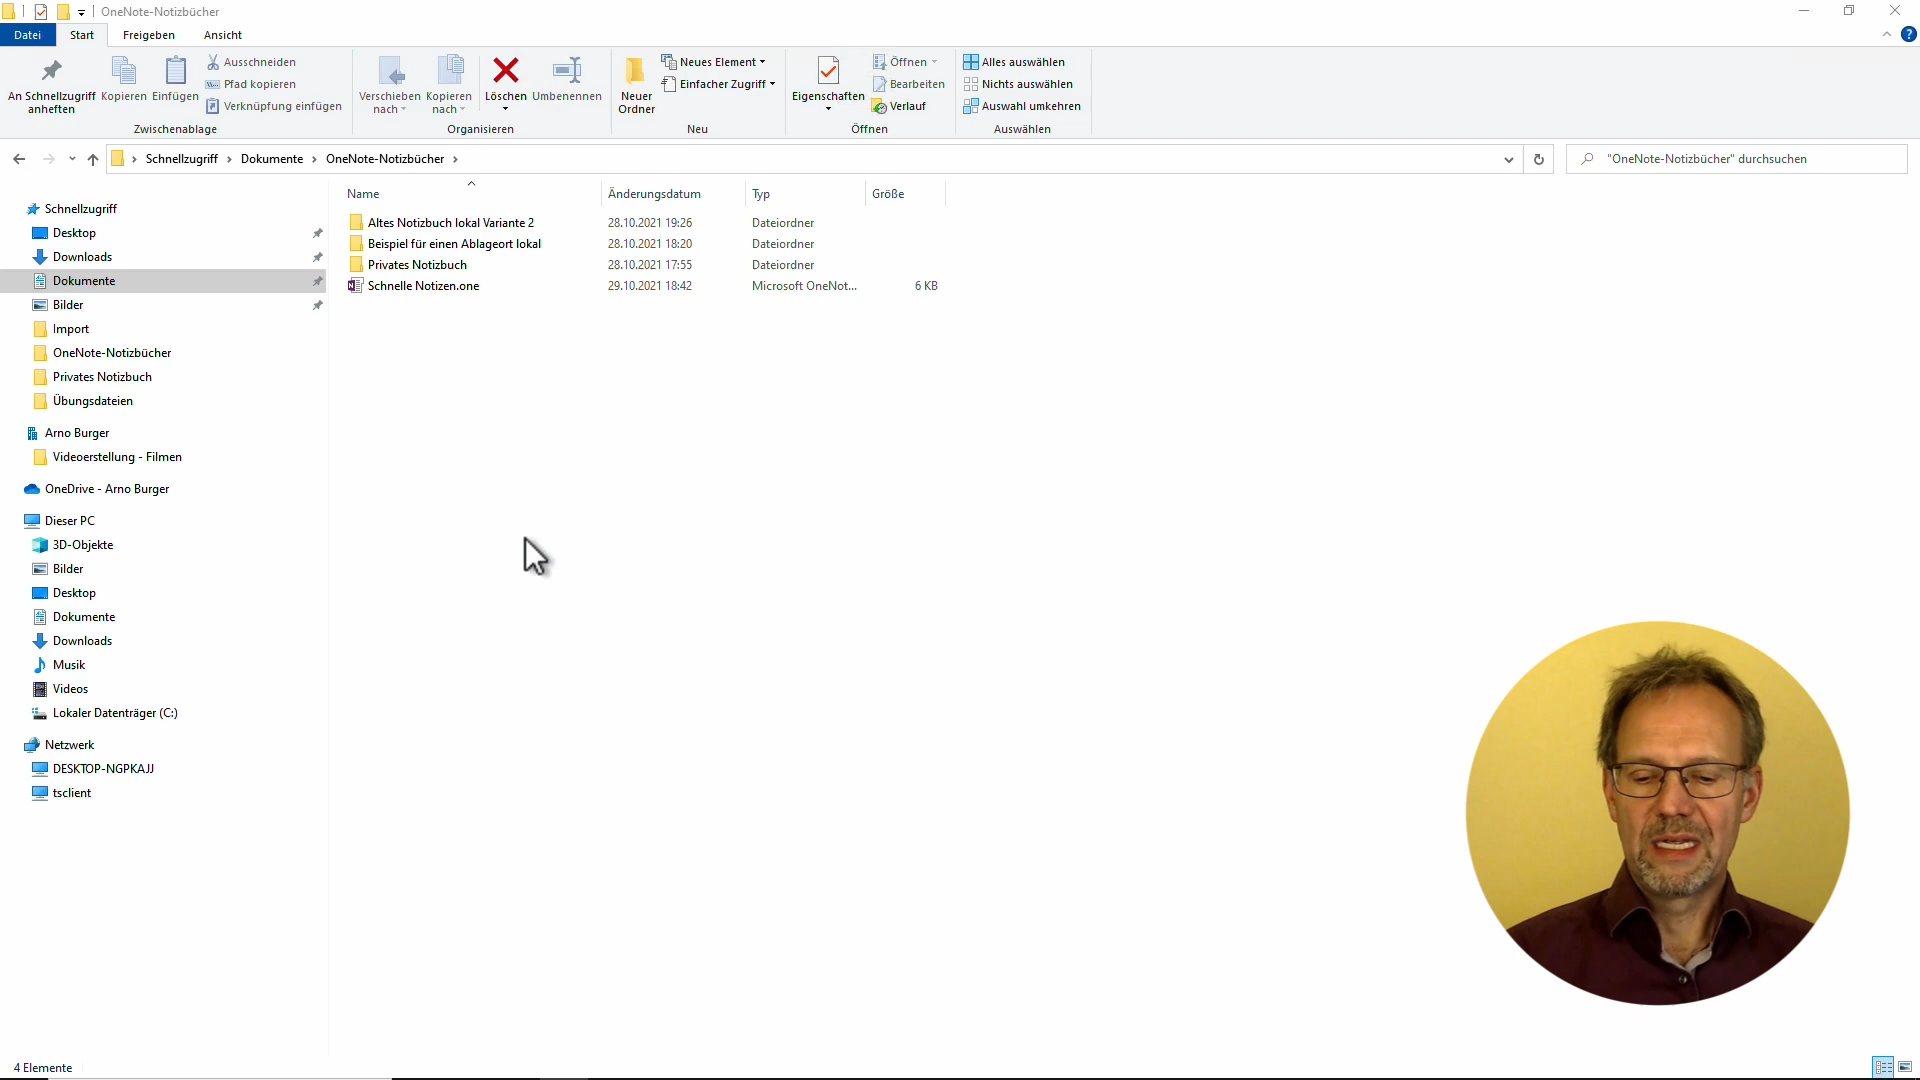 OneNote-Notizbücher
Datei Start Freigeben Ansicht
An Schnellzugriff anheften
Kopieren
Einfügen
Ausschneiden
Pfad kopieren
Verknüpfung einfügen
Zwischenablage
Verschieben nach
Kopieren nach
Löschen
Umbenennen
Organisieren
Neuer Ordner
Neues Element
Einfacher Zugriff
Neu
Eigenschaften
Öffnen
Bearbeiten
Verlauf
Öffnen
Alles auswählen
Nichts auswählen
Auswahl umkehren
Auswählen
Schnellzugriff › Dokumente › OneNote-Notizbücher ›
"OneNote-Notizbücher" durchsuchen
Schnellzugriff
Desktop
Downloads
Dokumente
Bilder
Import
OneNote-Notizbücher
Privates Notizbuch
Übungsdateien
Arno Burger
Videoerstellung - Filmen
OneDrive - Arno Burger
Dieser PC
3D-Objekte
Bilder
Desktop
Dokumente
Downloads
Musik
Videos
Lokaler Datenträger (C:)
Netzwerk
DESKTOP-NGPKAJJ
tsclient
Name Änderungsdatum Typ Größe
Altes Notizbuch lokal Variante 2 28.10.2021 19:26 Dateiordner
Beispiel für einen Ablageort lokal 28.10.2021 18:20 Dateiordner
Privates Notizbuch 28.10.2021 17:55 Dateiordner
Schnelle Notizen.one 29.10.2021 18:42 Microsoft OneNot... 6 KB
4 Elemente